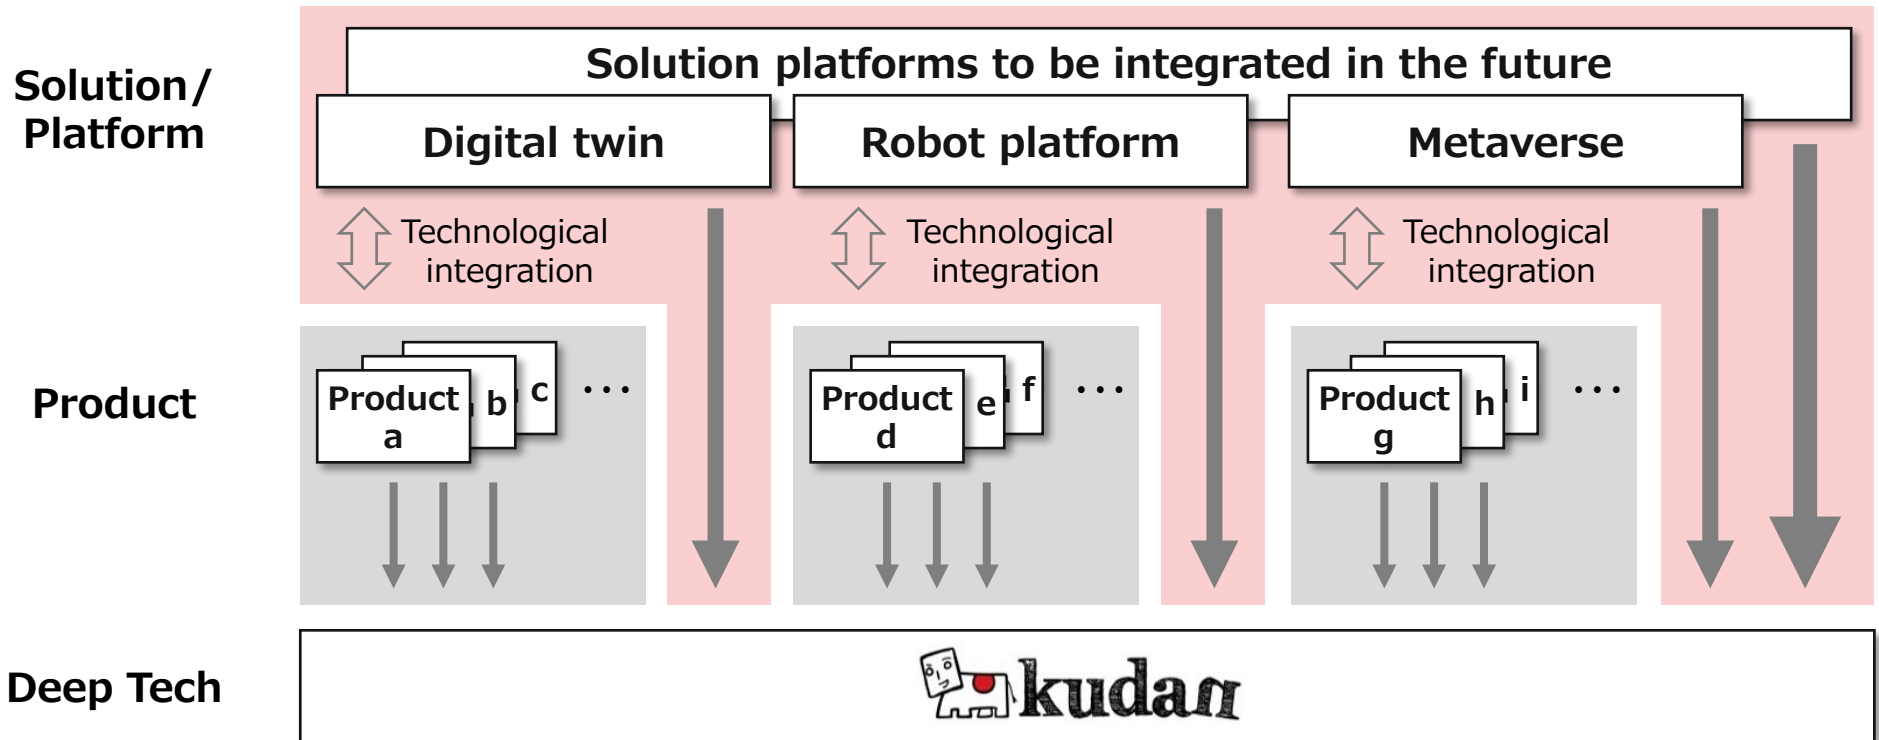 Solution/
Platform
Solution platforms to be integrated in the future
Digital twin
Robot platform
Metaverse
Technological
integration
Technological
integration
Technological
integration
Product
Product
a
b
c
...
Product
d
e
f
...
Product
g
h
i
...
Deep Tech
kudan